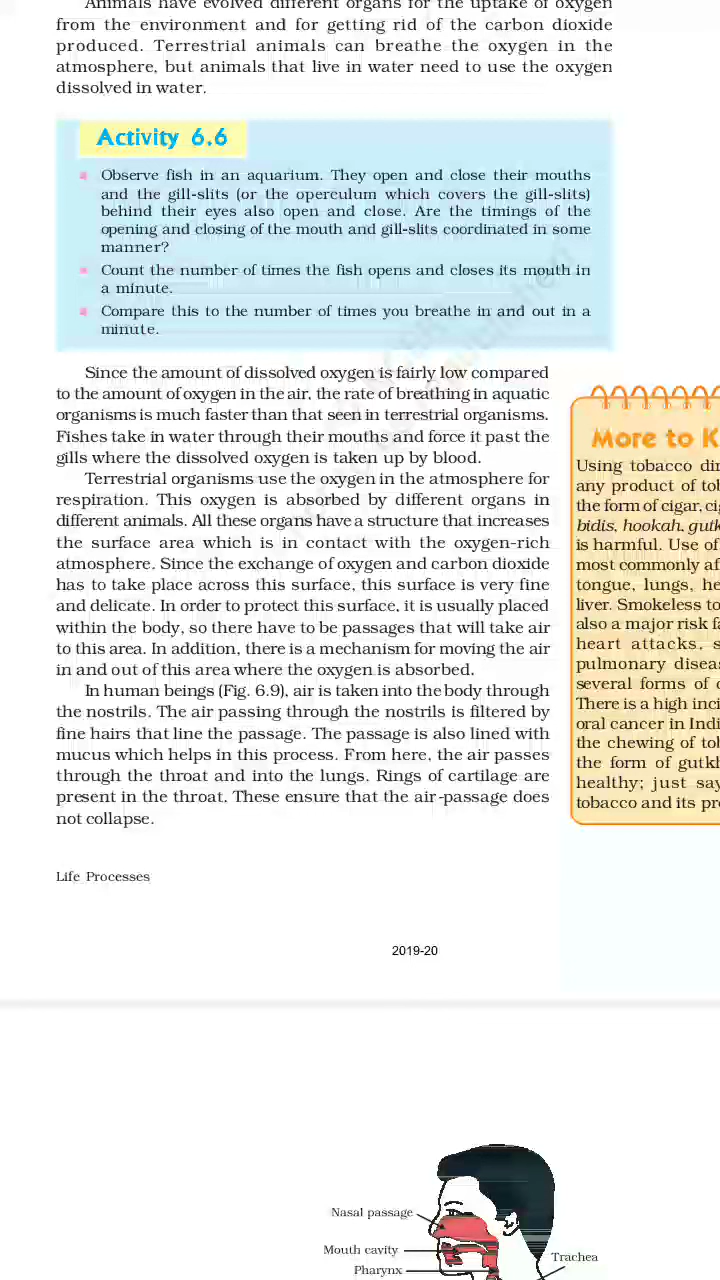 Animals have evolved different organs for the uptake of oxygen
from the environment and for getting rid of the carbon dioxide
produced. Terrestrial animals can breathe the oxygen in the
atmosphere, but animals that live in water need to use the oxygen
dissolved in water.
Activity 6.6
Observe fish in an aquarium. They open and close their mouths
and the gill-slits (or the operculum which covers the gill-slits)
behind their eyes also open and close. Are the timings of the
opening and closing of the mouth and gill-slits coordinated in some
manner?
Count the number of times the fish opens and closes its mouth in
a minute.
Compare this to the number of times you breathe in and out in a
minute.
Since the amount of dissolved oxygen is fairly low compared
to the amount of oxygen in the air, the rate of breathing in aquatic
organisms is much faster than that seen in terrestrial organisms.
Fishes take in water through their mouths and force it past the
gills where the dissolved oxygen is taken up by blood.
Terrestrial organisms use the oxygen in the atmosphere for
respiration. This oxygen is absorbed by different organs in
different animals. All these organs have a structure that increases
the surface area which is in contact with the oxygen-rich
atmosphere. Since the exchange of oxygen and carbon dioxide
has to take place across this surface, this surface is very fine
and delicate. In order to protect this surface, it is usually placed
within the body, so there have to be passages that will take air
to this area. In addition, there is a mechanism for moving the air
in and out of this area where the oxygen is absorbed.
In human beings (Fig. 6.9), air is taken into the body through
the nostrils. The air passing through the nostrils is filtered by
fine hairs that line the passage. The passage is also lined with
mucus which helps in this process. From here, the air passes
through the throat and into the lungs. Rings of cartilage are
present in the throat. These ensure that the air-passage does
not collapse.
More to K
Using tobacco dir
any product of tob
the form of cigar, cig
bidis, hookah, gutk
is harmful. Use of
most commonly af
tongue, lungs, he
liver. Smokeless to
also a major risk fa
heart attacks, s
pulmonary diseas
several forms of c
There is a high inci
oral cancer in Indi
the chewing of tob
the form of gutkh
healthy; just say
tobacco and its pro
Life Processes
2019-20
Nasal passage
Mouth cavity
Pharynx
Trachea